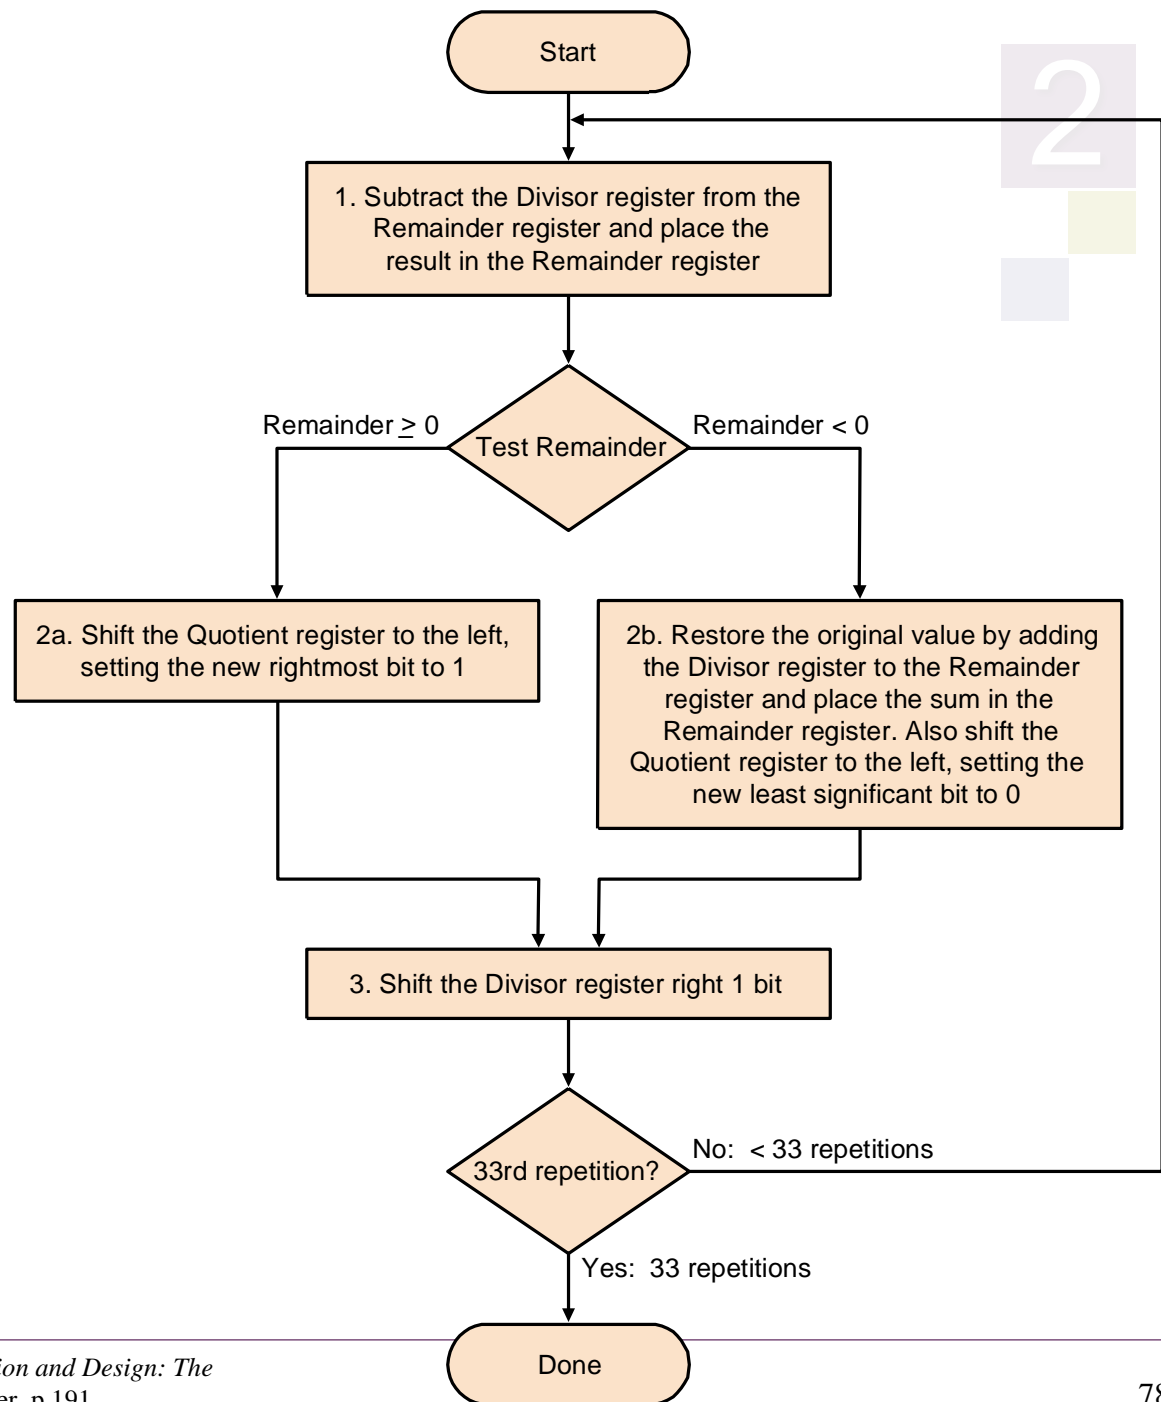 Start
2
1. Subtract the Divisor register from the
Remainder register and place the
result in the Remainder register
Remainder ≥ 0
Test Remainder
Remainder < 0
2a. Shift the Quotient register to the left,
setting the new rightmost bit to 1
2b. Restore the original value by adding
the Divisor register to the Remainder
register and place the sum in the
Remainder register. Also shift the
Quotient register to the left, setting the
new least significant bit to 0
3. Shift the Divisor register right 1 bit
33rd repetition?
No: < 33 repetitions
Yes: 33 repetitions
Done
and Design: The
p.191
78